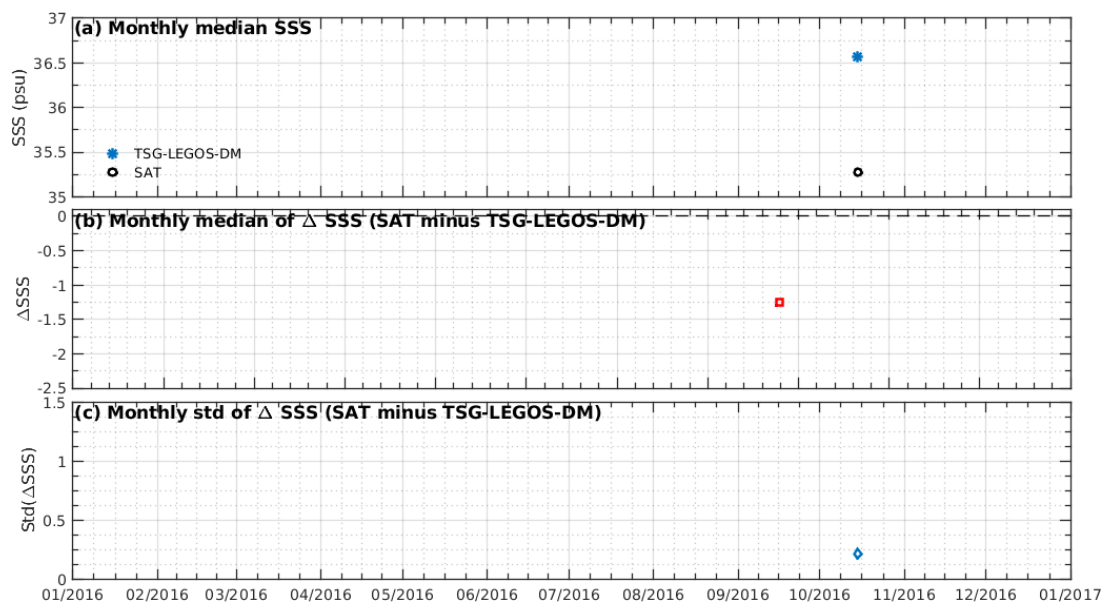 (a) Monthly median SSS
37
36.5
36
35.5
35
SSS (psu)
TSG-LEGOS-DM
SAT
(b) Monthly median of Δ SSS (SAT minus TSG-LEGOS-DM)
0
-0.5
-1
-1.5
-2
-2.5
ΔSSS
(c) Monthly std of Δ SSS (SAT minus TSG-LEGOS-DM)
1.5
1
0.5
0
Std(ΔSSS)
01/2016 02/2016 03/2016 04/2016 05/2016 06/2016 07/2016 08/2016 09/2016 10/2016 11/2016 12/2016 01/2017